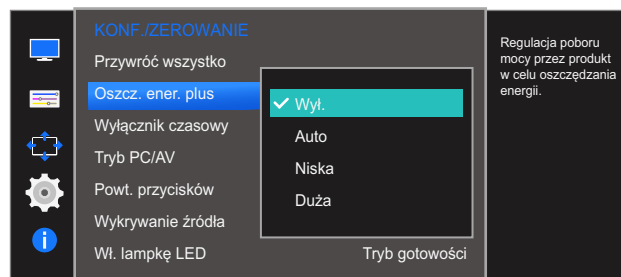 KONF./ZEROWANIE
Przywróć wszystko
Oszcz. ener. plus
Wyłącznik czasowy
Tryb PC/AV
Powt. przycisków
Wykrywanie źródła
Wł. lampkę LED
Wył.
Auto
Niska
Duża
Tryb gotowości
Regulacja poboru
mocy przez produkt
w celu oszczędzania
energii.